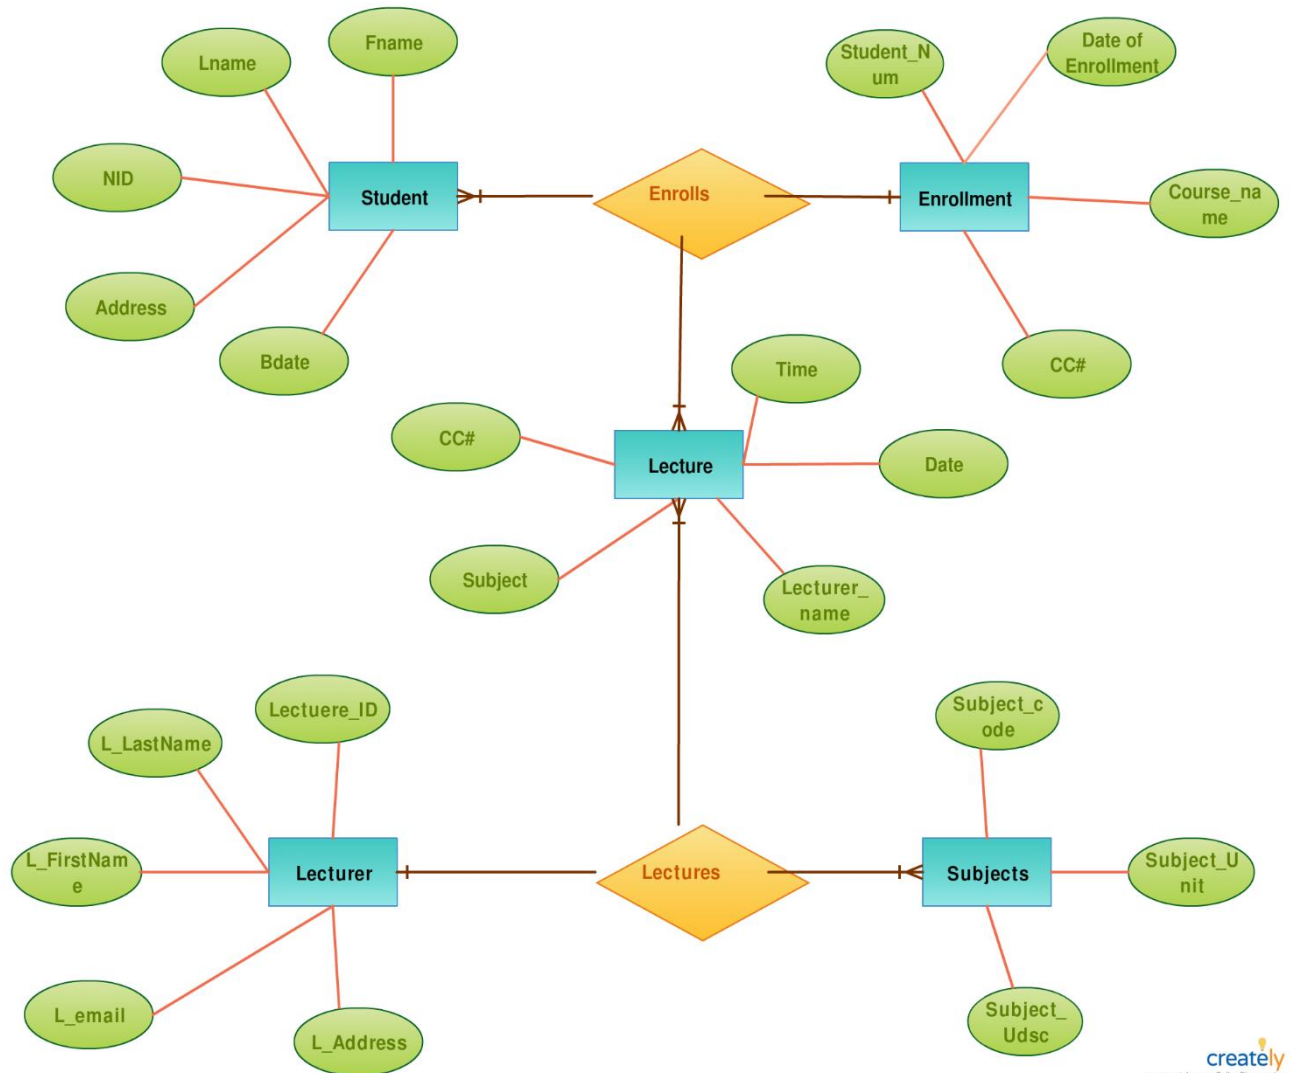 Fname
Lname
Student_N
um
Date of
Enrollment
NID
Student
Enrolls
Enrollment
Course_na
me
Address
Bdate
Time
CC#
CC#
Lecture
Date
Subject
Lecturer_
name
Lectuere_ID
L_LastName
Subject_c
ode
L_FirstNam
e
Lecturer
Lectures
Subjects
Subject_U
nit
L_email
L_Address
Subject_
Udsc
creately